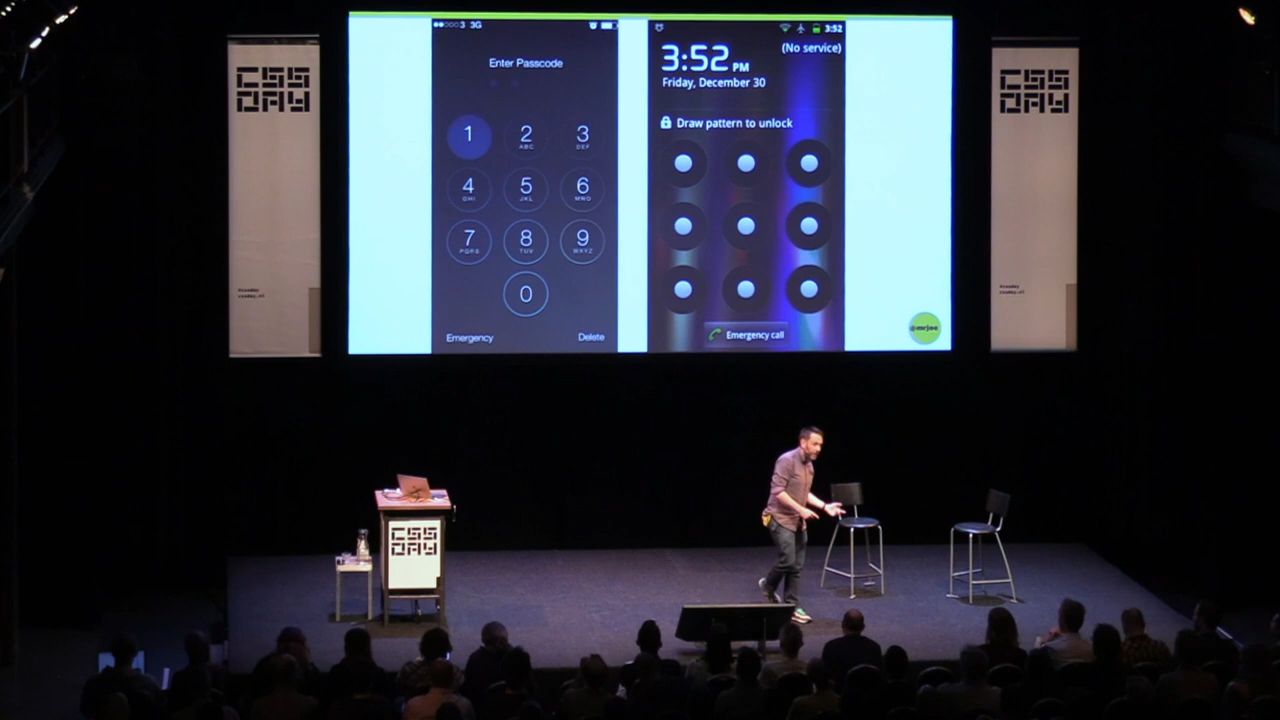 CSS
DAY
3 3G
Enter Passcode
1
2
ABC
3
DEF
4
GHI
5
JKL
6
MNO
7
PQRS
8
TUV
9
WXYZ
0
Emergency
Delete
3:52
(No service)
3:52 PM
Friday, December 30
Draw pattern to unlock
Emergency call
@mrjoe
CSS
DAY
CSS
DAY